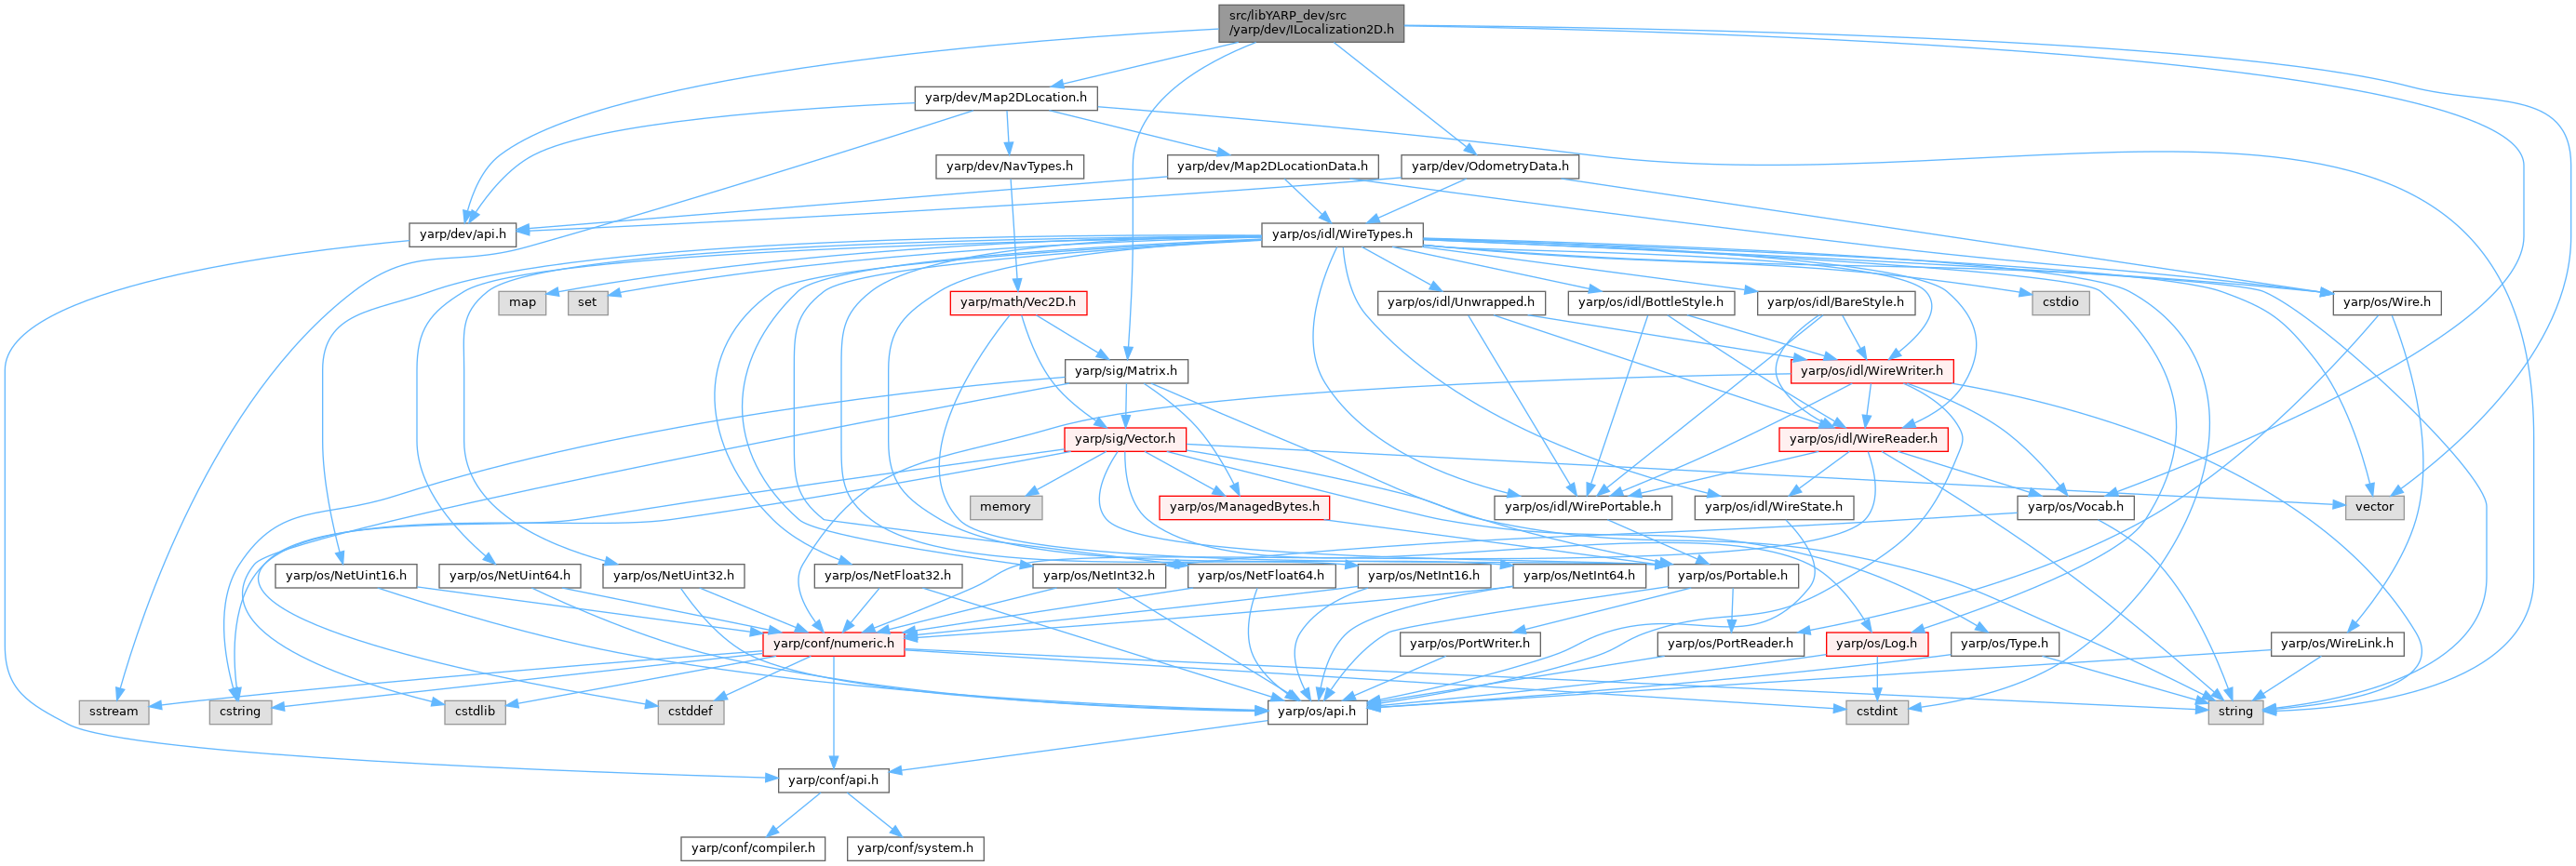 src/libYARP_dev/src
/yarp/dev/ILocalization2D.h
yarp/dev/Map2DLocation.h
yarp/dev/NavTypes.h
yarp/dev/Map2DLocationData.h
yarp/dev/OdometryData.h
yarp/dev/api.h
yarp/os/idl/WireTypes.h
map
set
yarp/math/Vec2D.h
yarp/os/idl/Unwrapped.h
yarp/os/idl/BottleStyle.h
yarp/os/idl/BareStyle.h
cstdio
yarp/os/Wire.h
yarp/sig/Matrix.h
yarp/os/idl/WireWriter.h
yarp/sig/Vector.h
yarp/os/idl/WireReader.h
memory
yarp/os/ManagedBytes.h
yarp/os/idl/WirePortable.h
yarp/os/idl/WireState.h
yarp/os/Vocab.h
vector
yarp/os/NetUint16.h
yarp/os/NetUint64.h
yarp/os/NetUint32.h
yarp/os/NetFloat32.h
yarp/os/NetInt32.h
yarp/os/NetFloat64.h
yarp/os/NetInt16.h
yarp/os/NetInt64.h
yarp/os/Portable.h
yarp/conf/numeric.h
yarp/os/PortWriter.h
yarp/os/PortReader.h
yarp/os/Log.h
yarp/os/Type.h
yarp/os/WireLink.h
sstream
cstring
cstdlib
cstddef
yarp/os/api.h
cstdint
string
yarp/conf/api.h
yarp/conf/compiler.h
yarp/conf/system.h